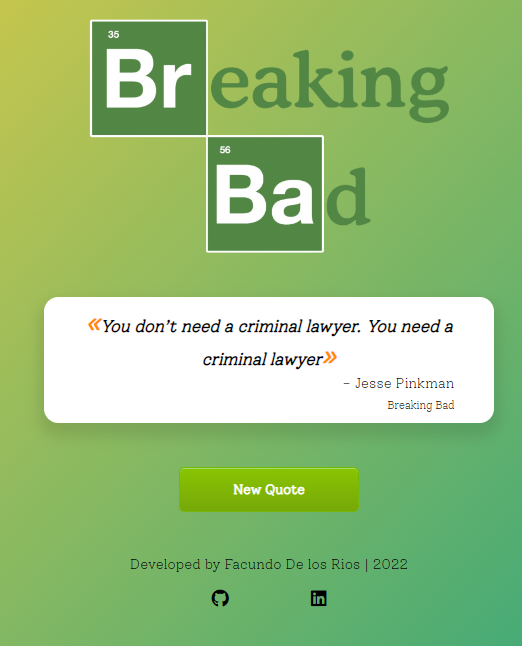 35
Breaking
56
Bad
«You don’t need a criminal lawyer. You need a
criminal lawyer»
– Jesse Pinkman
Breaking Bad
New Quote
Developed by Facundo De los Rios | 2022
in